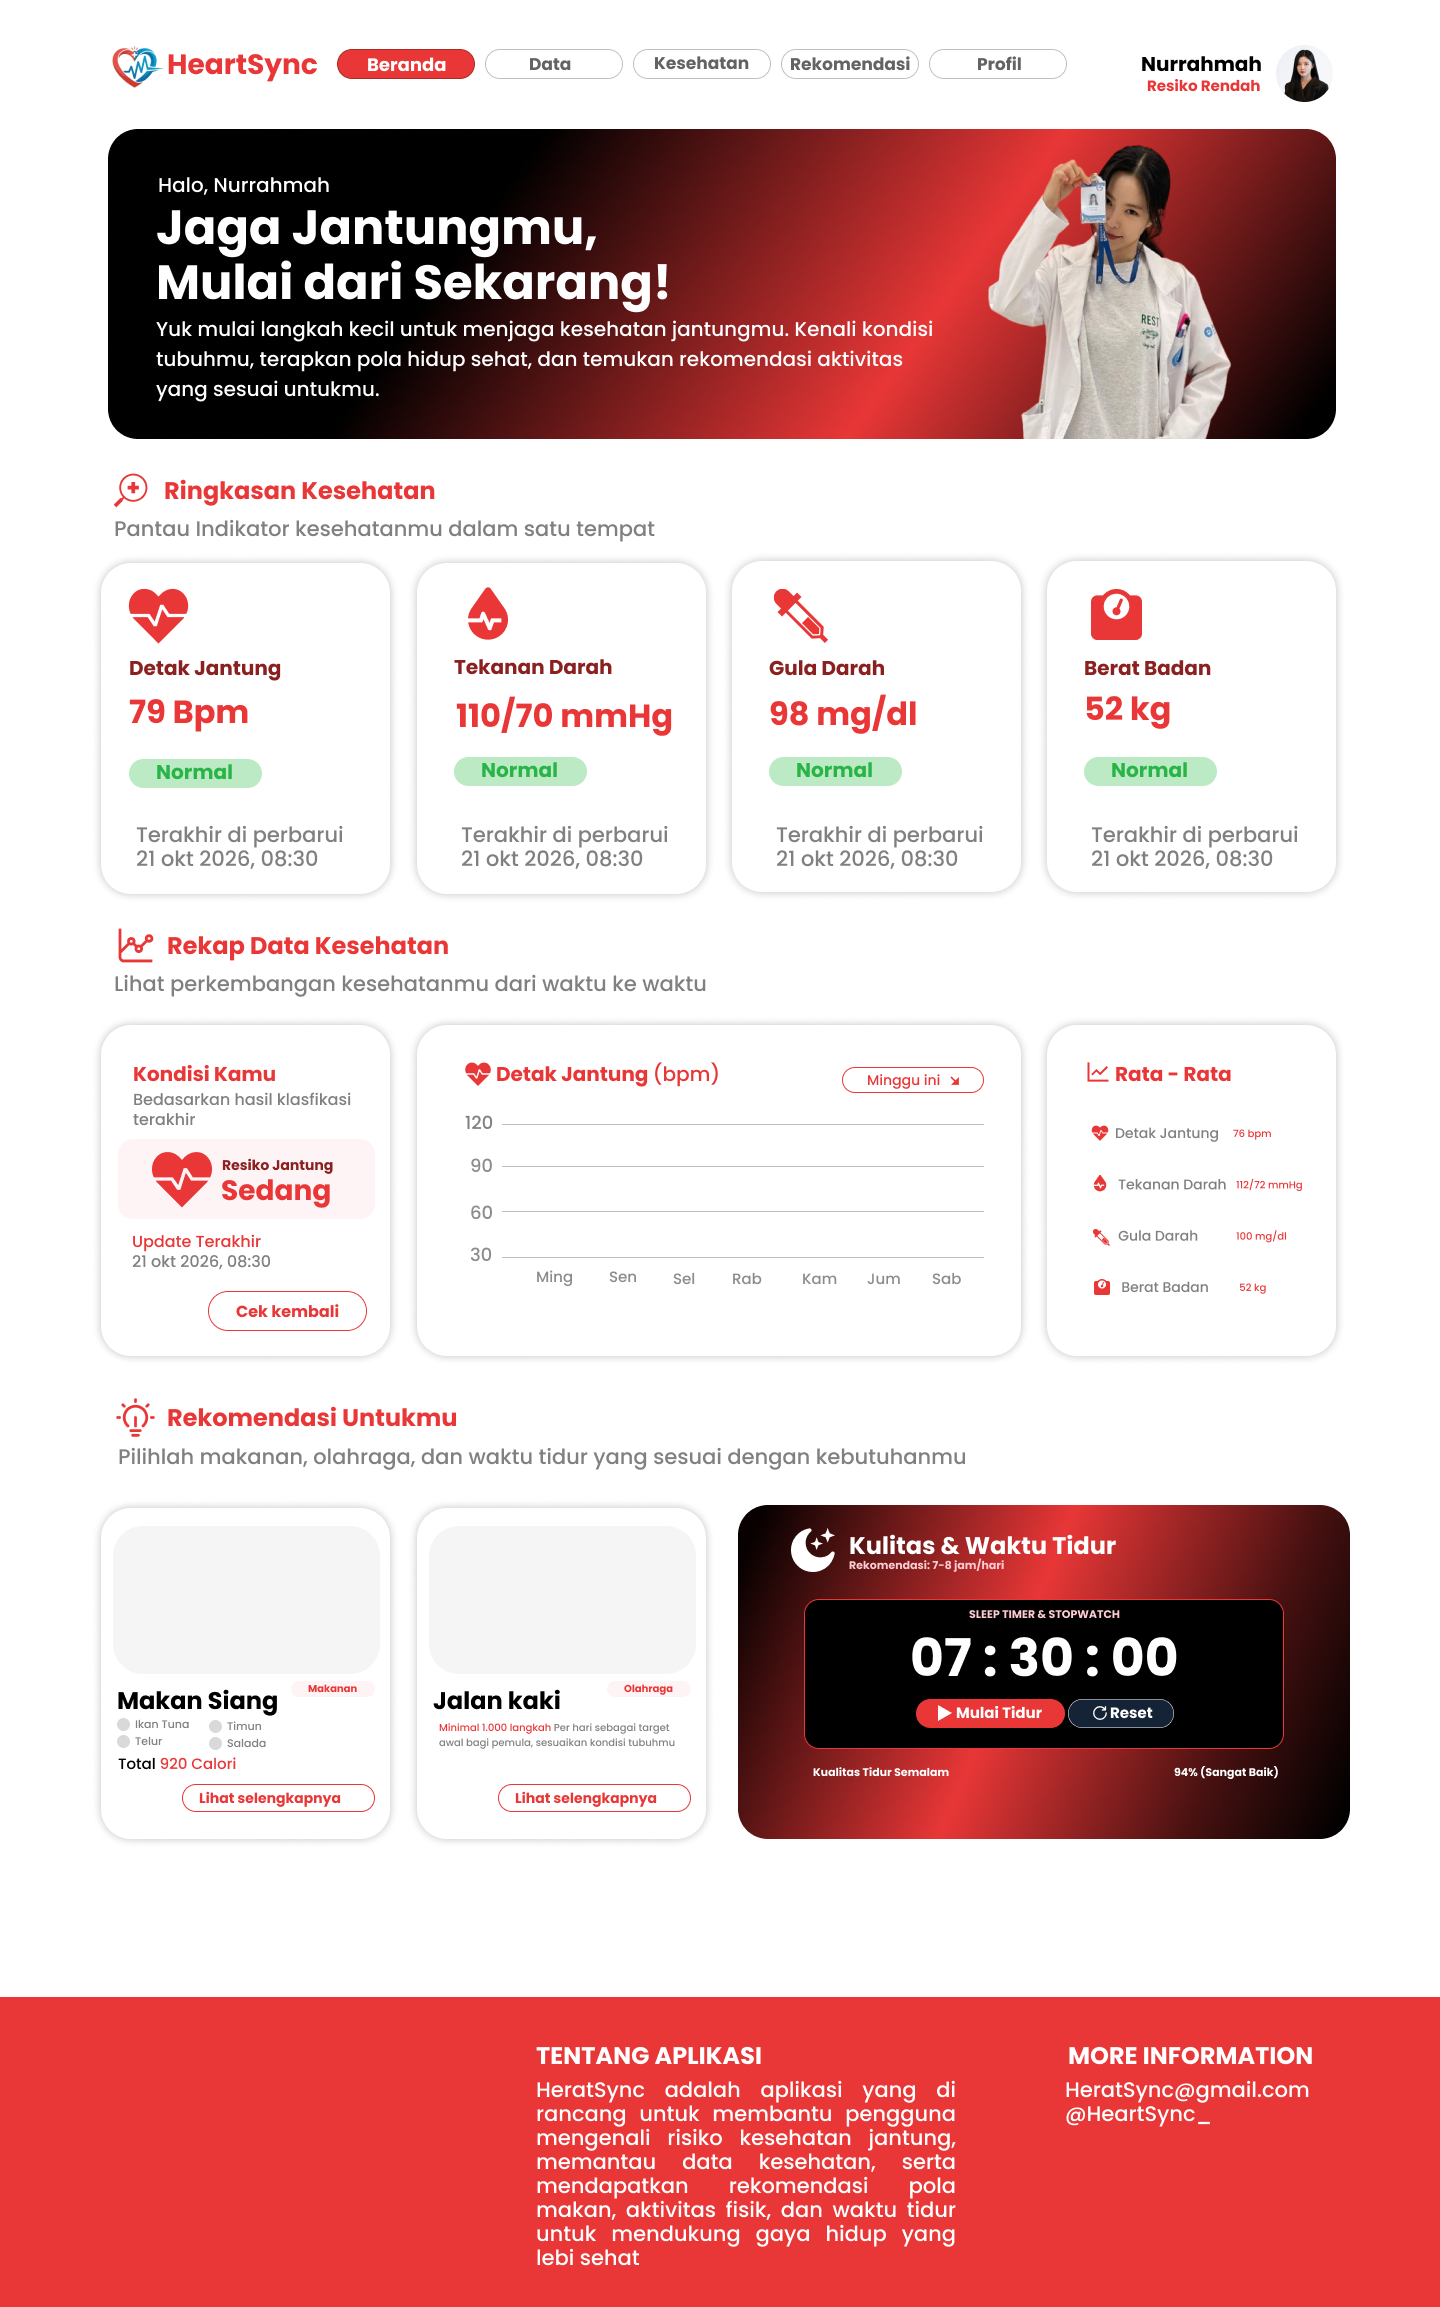 HeartSync
Beranda
Data
Kesehatan
Rekomendasi
Profil
Nurrahmah
Resiko Rendah
Halo, Nurrahmah
Jaga Jantungmu,
Mulai dari Sekarang!
Yuk mulai langkah kecil untuk menjaga kesehatan jantungmu. Kenali kondisi
tubuhmu, terapkan pola hidup sehat, dan temukan rekomendasi aktivitas
yang sesuai untukmu.
REST
Ringkasan Kesehatan
Pantau Indikator kesehatanmu dalam satu tempat
Detak Jantung
79 Bpm
Normal
Terakhir di perbarui
21 okt 2026, 08:30
Tekanan Darah
110/70 mmHg
Normal
Terakhir di perbarui
21 okt 2026, 08:30
Gula Darah
98 mg/dl
Normal
Terakhir di perbarui
21 okt 2026, 08:30
Berat Badan
52 kg
Normal
Terakhir di perbarui
21 okt 2026, 08:30
Rekap Data Kesehatan
Lihat perkembangan kesehatanmu dari waktu ke waktu
Kondisi Kamu
Bedasarkan hasil klasfikasi
terakhir
Resiko Jantung
Sedang
Update Terakhir
21 okt 2026, 08:30
Cek kembali
Detak Jantung (bpm)
Minggu ini
120
90
60
30
Ming Sen Sel Rab Kam Jum Sab
Rata - Rata
Detak Jantung 76 bpm
Tekanan Darah 112/72 mmHg
Gula Darah 100 mg/dl
Berat Badan 52 kg
Rekomendasi Untukmu
Pilihlah makanan, olahraga, dan waktu tidur yang sesuai dengan kebutuhanmu
Makanan
Makan Siang
Ikan Tuna Timun
Telur Salada
Total 920 Calori
Lihat selengkapnya
Olahraga
Jalan kaki
Minimal 1.000 langkah Per hari sebagai target
awal bagi pemula, sesuaikan kondisi tubuhmu
Lihat selengkapnya
Kulitas & Waktu Tidur
Rekomendasi: 7-8 jam/hari
SLEEP TIMER & STOPWATCH
07 : 30 : 00
Mulai Tidur
Reset
Kualitas Tidur Semalam 94% (Sangat Baik)
TENTANG APLIKASI
HeratSync adalah aplikasi yang di
rancang untuk membantu pengguna
mengenali risiko kesehatan jantung,
memantau data kesehatan, serta
mendapatkan rekomendasi pola
makan, aktivitas fisik, dan waktu tidur
untuk mendukung gaya hidup yang
lebi sehat
MORE INFORMATION
HeratSync@gmail.com
@HeartSync_